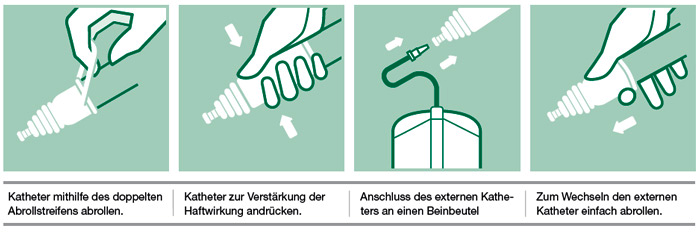 Katheter mithilfe des doppelten
Abrollstreifens abrollen.
Katheter zur Verstärkung der
Haftwirkung andrücken.
Anschluss des externen Kathe-
ters an einen Beinbeutel
Zum Wechseln den externen
Katheter einfach abrollen.